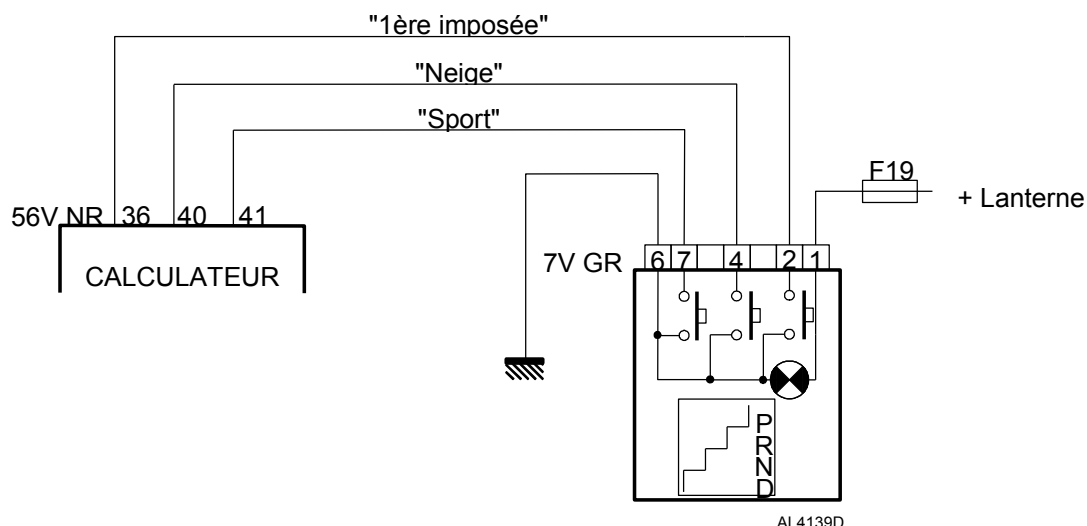 "1ère imposée"
"Neige"
"Sport"
F19
+ Lanterne
56V NR 36 40 41
CALCULATEUR
7V GR 6 7 4 2 1
P
R
N
D
AL4139D